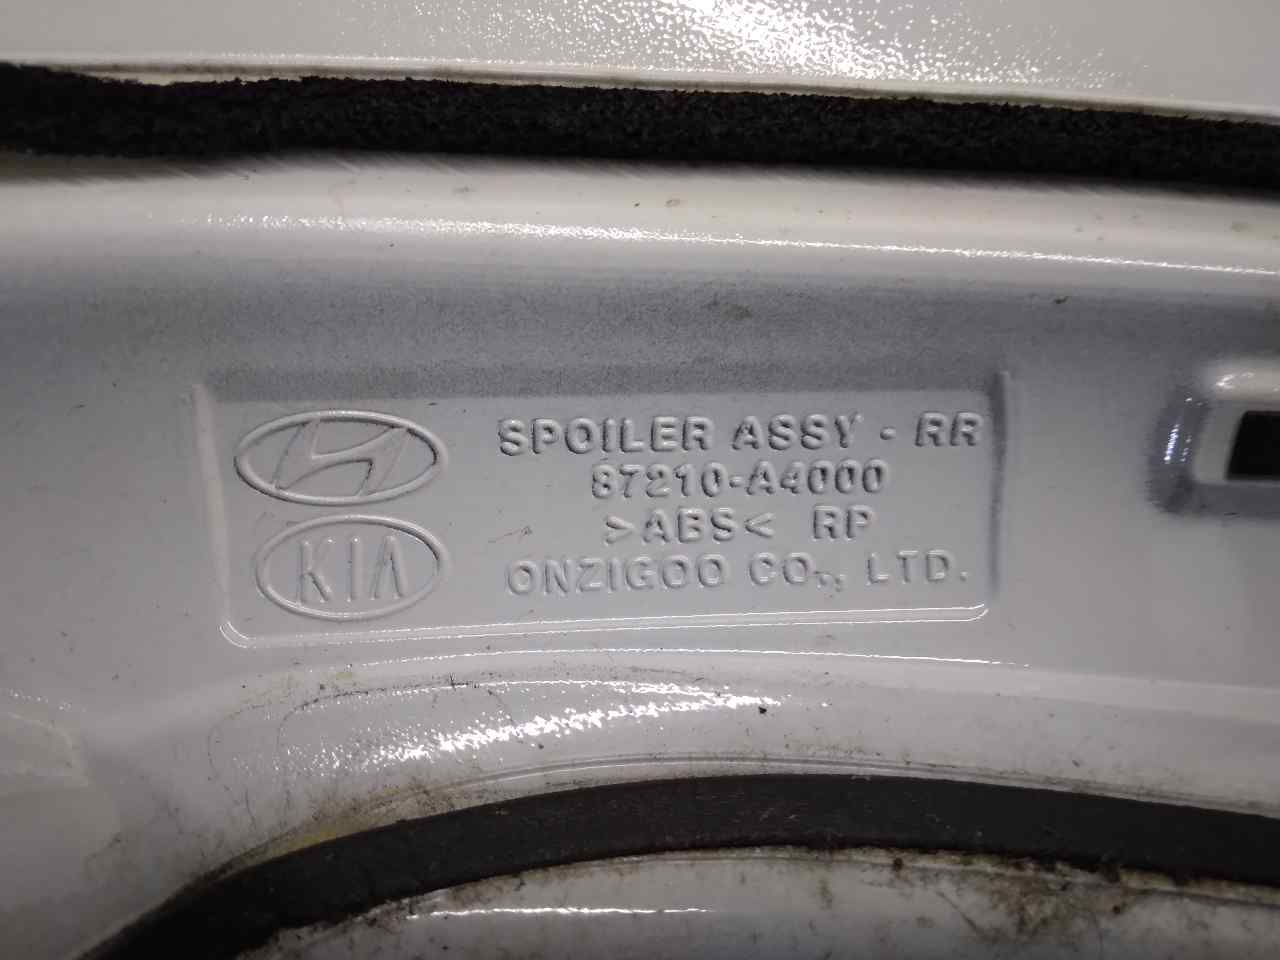 SPOILER ASSY - RR
87210-A4000
>ABS< RP
KIA
ONZIGOO CO., LTD.